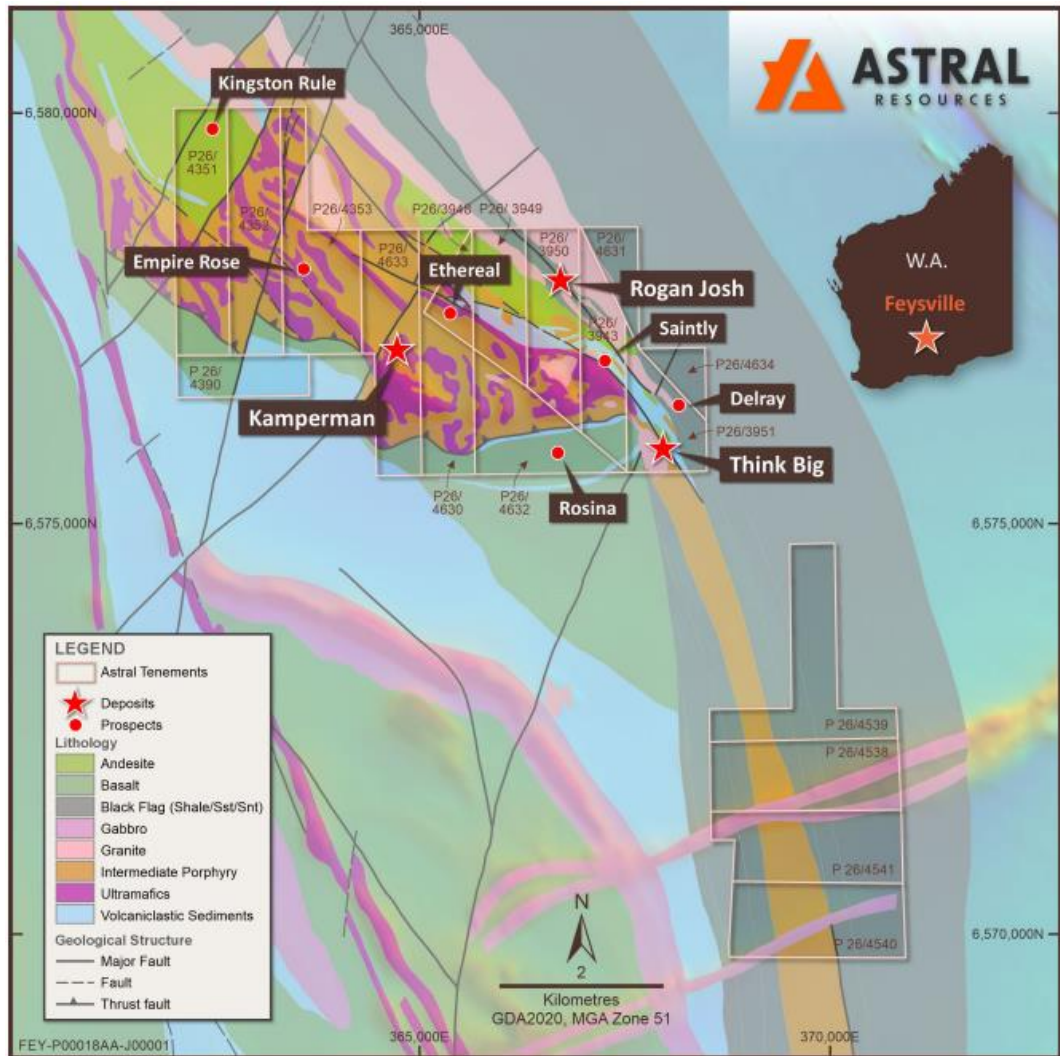 365,000E
ASTRAL
RESOURCES
Kingston Rule
6,580,000N
P26/
4351
P26/
4352
P26/4353
P26/3948
P26/ 3949
P26/
4633
P26/
3950
P26/
4631
W.A.
Feysville
Empire Rose
Ethereal
Rogan Josh
Saintly
P26/
3943
P 26/
4390
P26/4634
Kamperman
Delray
P26/3951
Think Big
P26/
4630
P26/
4632
Rosina
6,575,000N
6,575,000N
LEGEND
Astral Tenements
Deposits
Prospects
Lithology
Andesite
Basalt
Black Flag (Shale/Sst/Snt)
Gabbro
Granite
Intermediate Porphyry
Ultramafics
Volcaniclastic Sediments
Geological Structure
Major Fault
Fault
Thrust fault
P 26/4539
P 26/4538
P 26/4541
P 26/4540
N
2
Kilometres
GDA2020, MGA Zone 51
6,570,000N
FEY-P00018AA-J00001
365,000E
370,000E